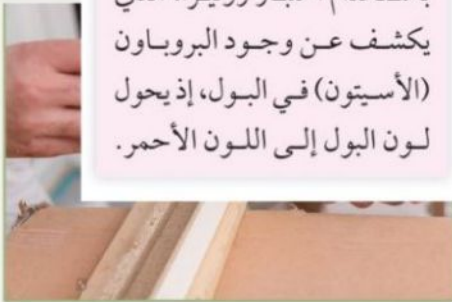 يكشف عن وجود البروباون
(الأسيتون) في البول، إذ يحول
لون البول إلى اللون الأحمر.